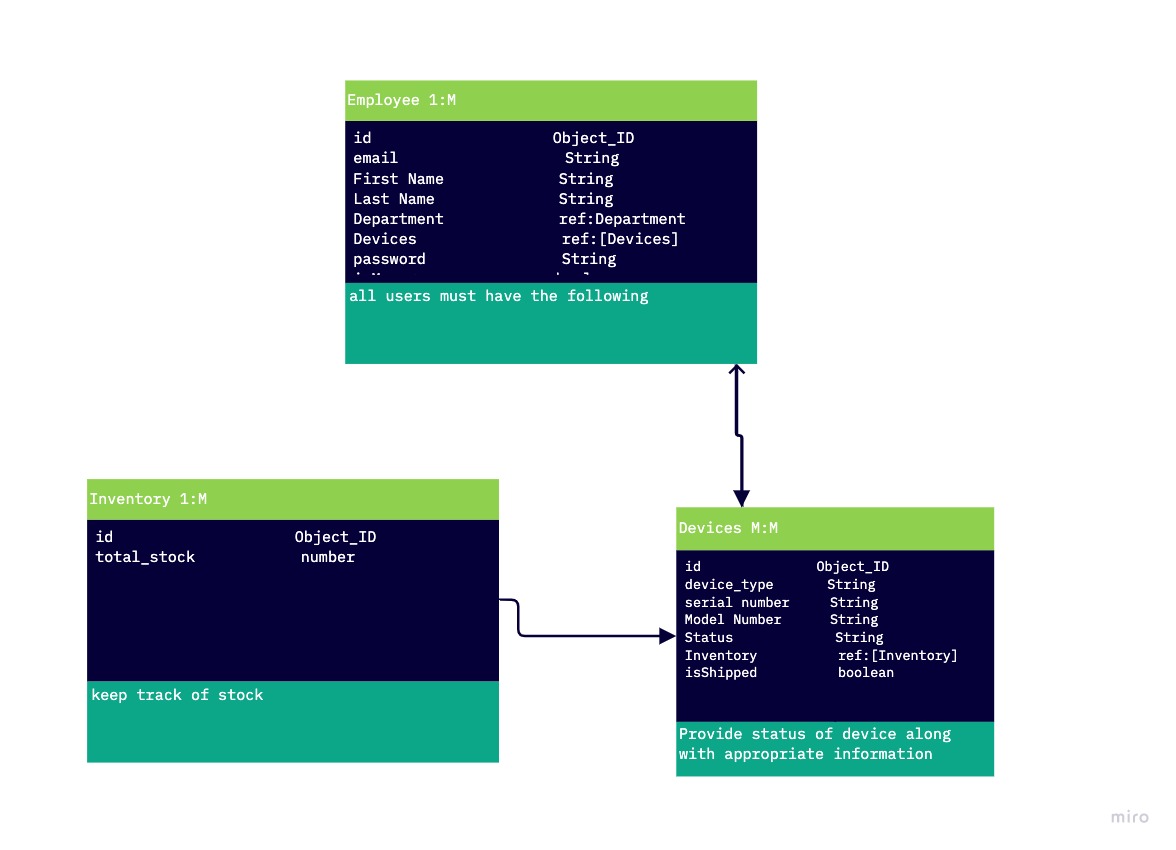 Employee 1:M
id Object_ID
email String
First Name String
Last Name String
Department ref:Department
Devices ref:[Devices]
password String
all users must have the following
Inventory 1:M
id Object_ID
total_stock number
keep track of stock
Devices M:M
id Object_ID
device_type String
serial number String
Model Number String
Status String
Inventory ref:[Inventory]
isShipped boolean
Provide status of device along
with appropriate information
miro